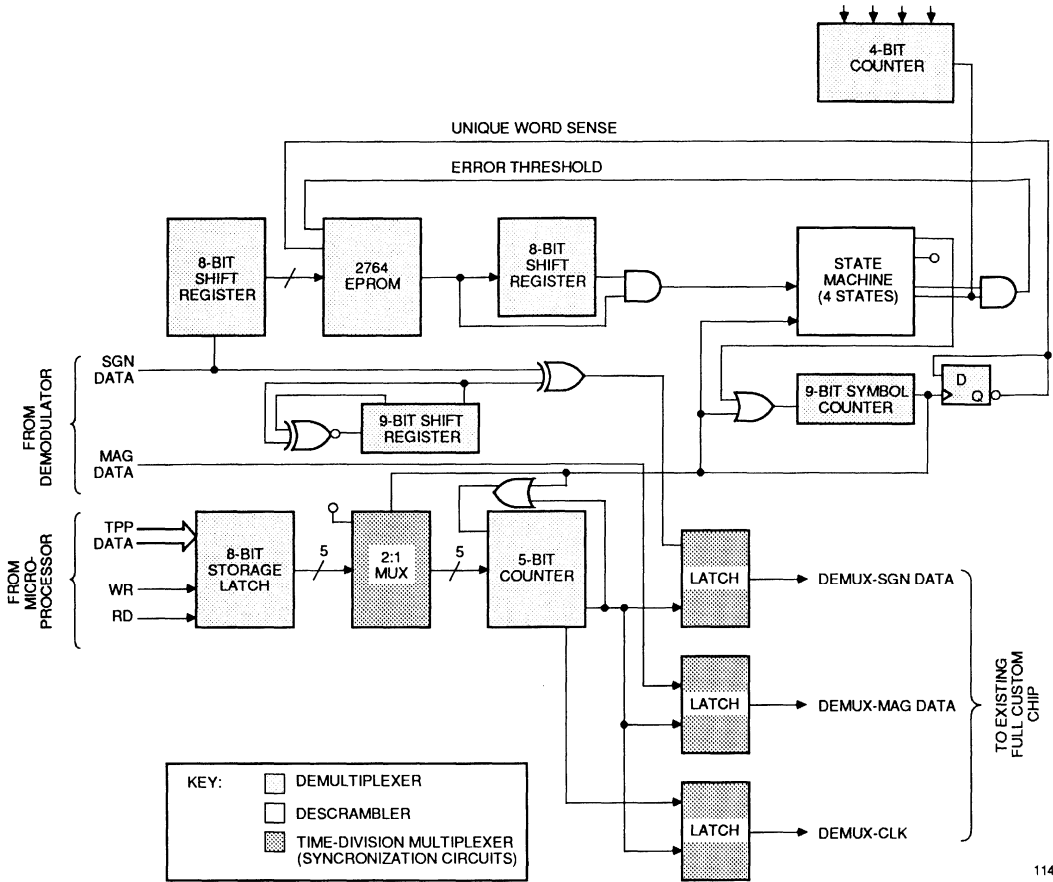 4-BIT
COUNTER
UNIQUE WORD SENSE
ERROR THRESHOLD
8-BIT
SHIFT
REGISTER
2764
EPROM
8-BIT
SHIFT
REGISTER
STATE
MACHINE
(4 STATES)
FROM
DEMODULATOR
SGN
DATA
MAG
DATA
9-BIT SHIFT
REGISTER
9-BIT SYMBOL
COUNTER
D
Q
FROM
MICRO-
PROCESSOR
TPP
DATA
WR
RD
8-BIT
STORAGE
LATCH
5
2:1
MUX
5
5-BIT
COUNTER
LATCH
DEMUX-SGN DATA
LATCH
DEMUX-MAG DATA
LATCH
DEMUX-CLK
TO EXISTING
FULL CUSTOM
CHIP
KEY:
DEMULTIPLEXER
DESCRAMBLER
TIME-DIVISION MULTIPLEXER
(SYNCRONIZATION CIRCUITS)
114